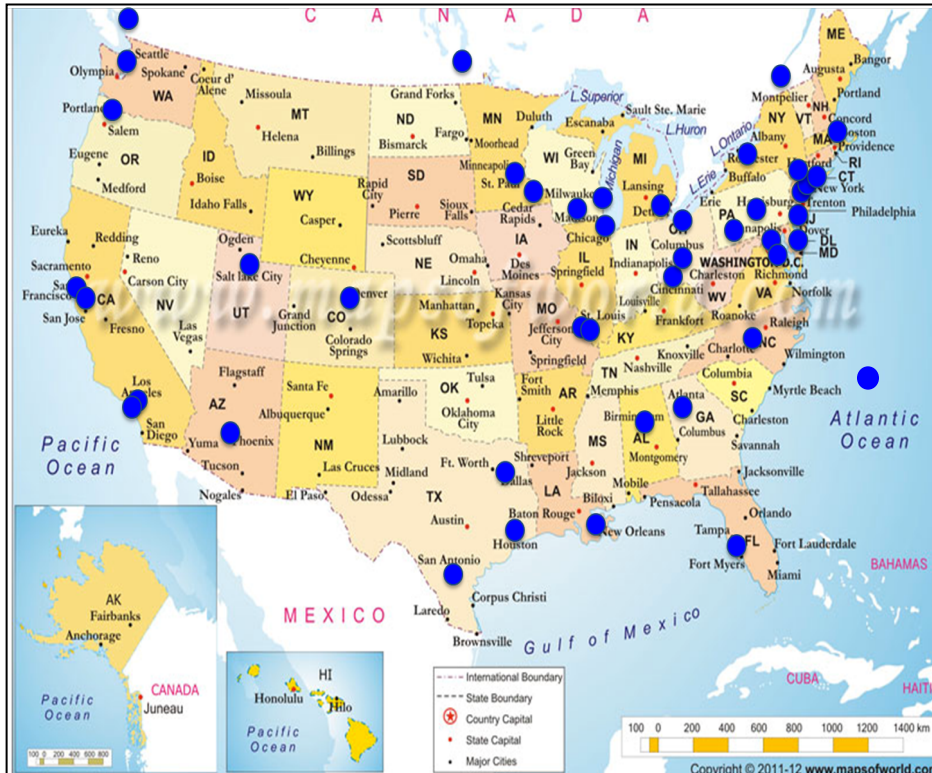 C A N A D A
Seattle
Olympia
Spokane
WA
Coeur d'
Alene
Portland
Salem
Eugene
OR
Medford
Missoula
MT
Helena
Billings
ID
Boise
Idaho Falls
Grand Forks
ND
Fargo
Bismarck
MN
Duluth
Moorhead
Minneapolis
St. Paul
L.Superior
Sault Ste. Marie
Escanaba
L.Huron
WI
Green
Bay
Michigan
MI
Lansing
L.Ontario
L.Erie
ME
Bangor
Augusta
Portland
Montpelier
VT
NH
Concord
NY
Albany
MA
Providence
RI
CT
Buffalo
New York
Trenton
Philadelphia
Erie
PA
Dover
DL
MD
WY
Casper
Cheyenne
Rapid
City
SD
Pierre
Sioux
Falls
Scottsbluff
NE
Omaha
Lincoln
Cedar
Rapids
IA
Des
Moines
Madison
Chicago
IL
Springfield
IN
Indianapolis
Columbus
Cincinnati
Charleston
WV
WASHINGTON D.C.
Richmond
VA
Norfolk
Roanoke
Eureka
Redding
Sacramento
Reno
Carson City
San
Francisco
San Jose
CA
Fresno
NV
Las
Vegas
Ogden
Salt lake City
UT
Grand
Junction
CO
Denver
Colorado
Springs
Manhattan
Topeka
KS
Wichita
Kansas
City
MO
Jefferson
City
St. Louis
Springfield
Louisville
Frankfort
KY
Raleigh
Charlotte
NC
Wilmington
Knoxville
Nashville
TN
Memphis
www.mapsofworld.com
Los
Angeles
San
Diego
Flagstaff
AZ
Yuma
Phoenix
Tucson
Nogales
Santa Fe
Albuquerque
NM
Las Cruces
El Paso
Amarillo
Lubbock
Midland
Odessa
OK
Tulsa
Oklahoma
City
Fort
Smith
AR
Little
Rock
Columbia
SC
Myrtle Beach
Charleston
Savannah
Atlanta
GA
Columbus
Birmingham
AL
Montgomery
MS
Jackson
Shreveport
LA
Ft. Worth
Dallas
TX
Austin
San Antonio
Houston
Baton Rouge
Biloxi
Mobile
New Orleans
Pensacola
Tallahassee
Jacksonville
Orlando
Tampa
FL
Fort Lauderdale
Fort Myers
Miami
Corpus Christi
Laredo
Brownsville
Pacific
Ocean
Atlantic
Ocean
MEXICO
Gulf of Mexico
BAHAMAS
CUBA
HAITI
AK
Fairbanks
Anchorage
CANADA
Juneau
Pacific
Ocean
100 0 200 400 600 800
HI
Honolulu
Hilo
Pacific
Ocean
International Boundary
State Boundary
Country Capital
State Capital
Major Cities
100 0 200 400 600 800 1000 1200 1400 km
Copyright © 2011-12 www.mapsofworld.com